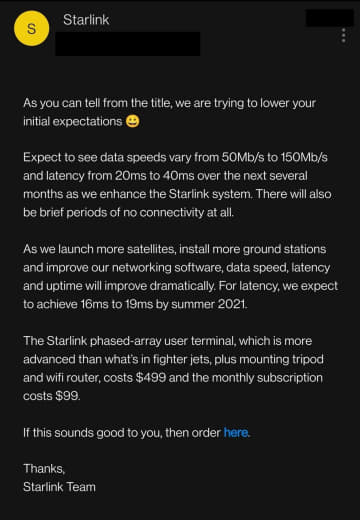 S
Starlink
As you can tell from the title, we are trying to lower your
initial expectations 😀
Expect to see data speeds vary from 50Mb/s to 150Mb/s
and latency from 20ms to 40ms over the next several
months as we enhance the Starlink system. There will also
be brief periods of no connectivity at all.
As we launch more satellites, install more ground stations
and improve our networking software, data speed, latency
and uptime will improve dramatically. For latency, we expect
to achieve 16ms to 19ms by summer 2021.
The Starlink phased-array user terminal, which is more
advanced than what's in fighter jets, plus mounting tripod
and wifi router, costs $499 and the monthly subscription
costs $99.
If this sounds good to you, then order here.
Thanks,
Starlink Team